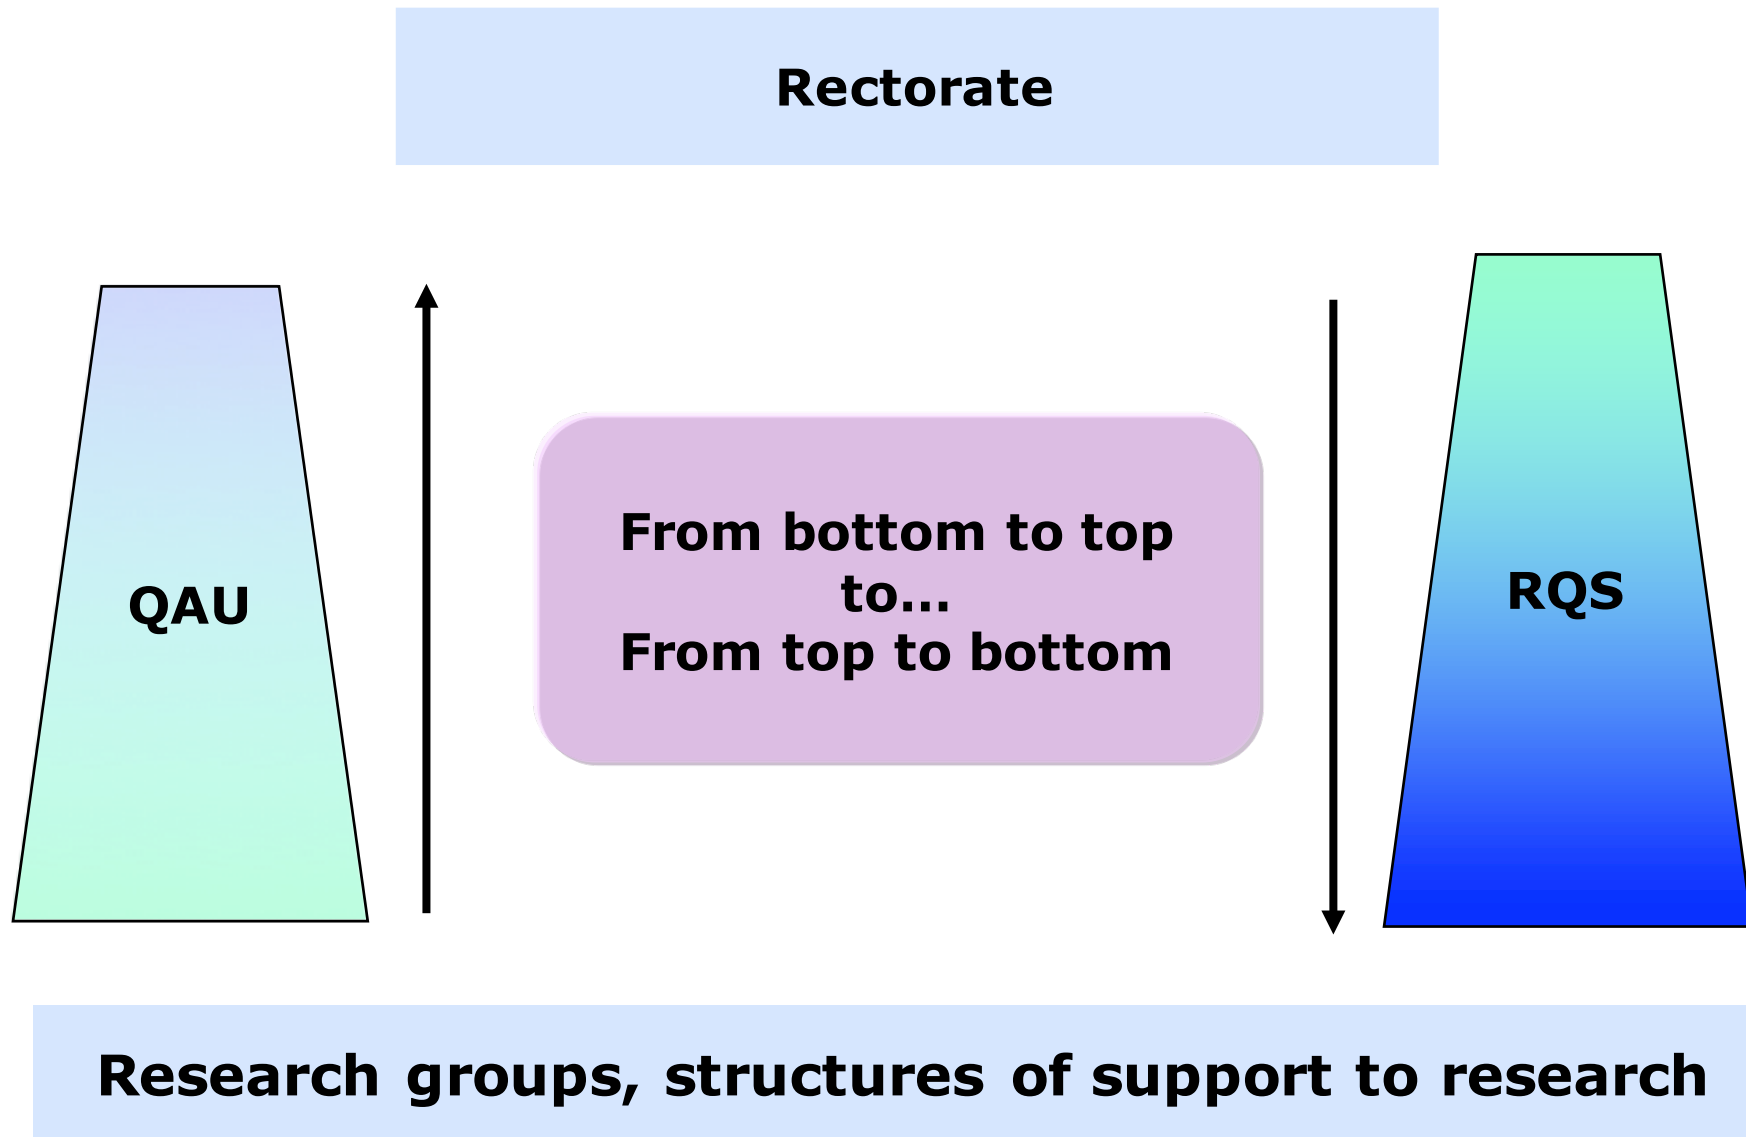 Rectorate
QAU
From bottom to top
to...
From top to bottom
RQS
Research groups, structures of support to research